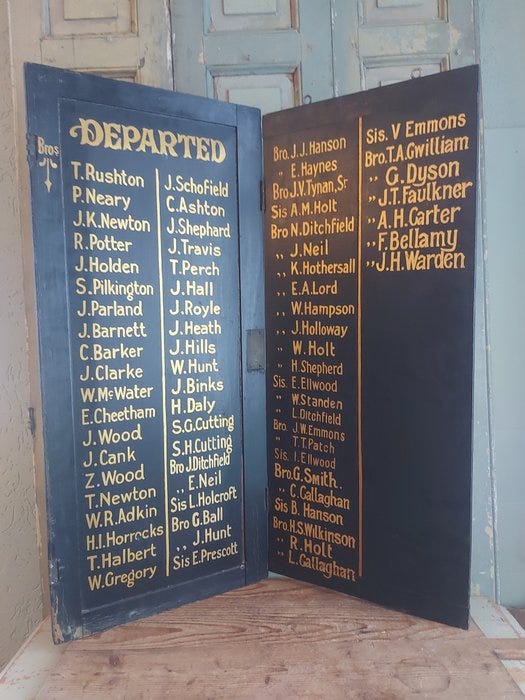 DEPARTED
Bros
T.Rushton
P.Neary
J.K.Newton
R.Potter
J.Holden
S.Pilkington
J.Parland
J.Barnett
C.Barker
J.Clarke
W.McWater
E.Cheetham
J.Wood
J.Cank
Z.Wood
T.Newton
W.R.Adkin
H.I.Horrocks
T.Halbert
W.Gregory
J.Schofield
C.Ashton
J.Shephard
J.Travis
T.Perch
J.Hall
J.Royle
J.Heath
J.Hills
W.Hunt
J.Binks
H.Daly
S.G.Cutting
S.H.Cutting
Bro J.Ditchfield
„ E.Neil
Sis L.Holcroft
Bro G.Ball
„ J.Hunt
Sis E.Prescott
Bro. J.J.Hanson
„ E.Haynes
Bro J.V.Tynan, Sr
Sis A.M.Holt
Bro N.Ditchfield
„ J.Neil
„ K.Hothersall
„ E.A.Lord
„ W.Hampson
„ J.Holloway
„ W.Holt
„ H.Shepherd
Sis. E.Ellwood
„ W.Standen
„ L.Ditchfield
Bro. J.W.Emmons
„ T.T.Patch
Sis. I.Ellwood
Bro.G.Smith.
„ C.Callaghan
Sis B.Hanson
Bro.H.S.Wilkinson
„ R.Holt
„ L.Callaghan
Sis. V Emmons
Bro.T.A.Gwilliam
„ G.Dyson
„ J.T.Faulkner
„ A.H.Carter
„ F.Bellamy
„ J.H.Warden